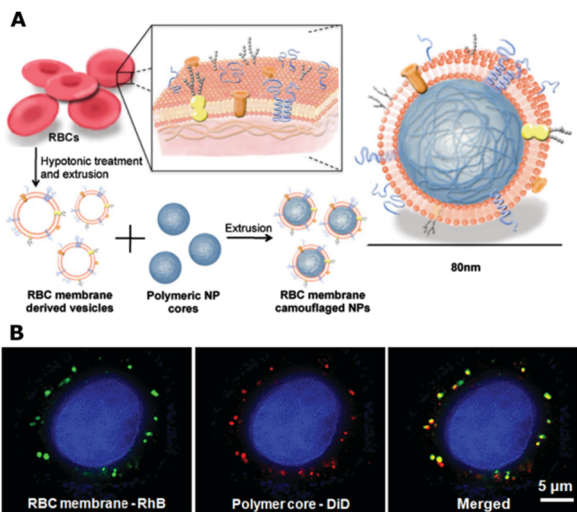 A
RBCs
Hypotonic treatment
and extrusion
Extrusion
RBC membrane
derived vesicles
Polymeric NP
cores
RBC membrane
camouflaged NPs
80nm
B
RBC membrane - RhB
Polymer core - DiD
Merged
5 µm